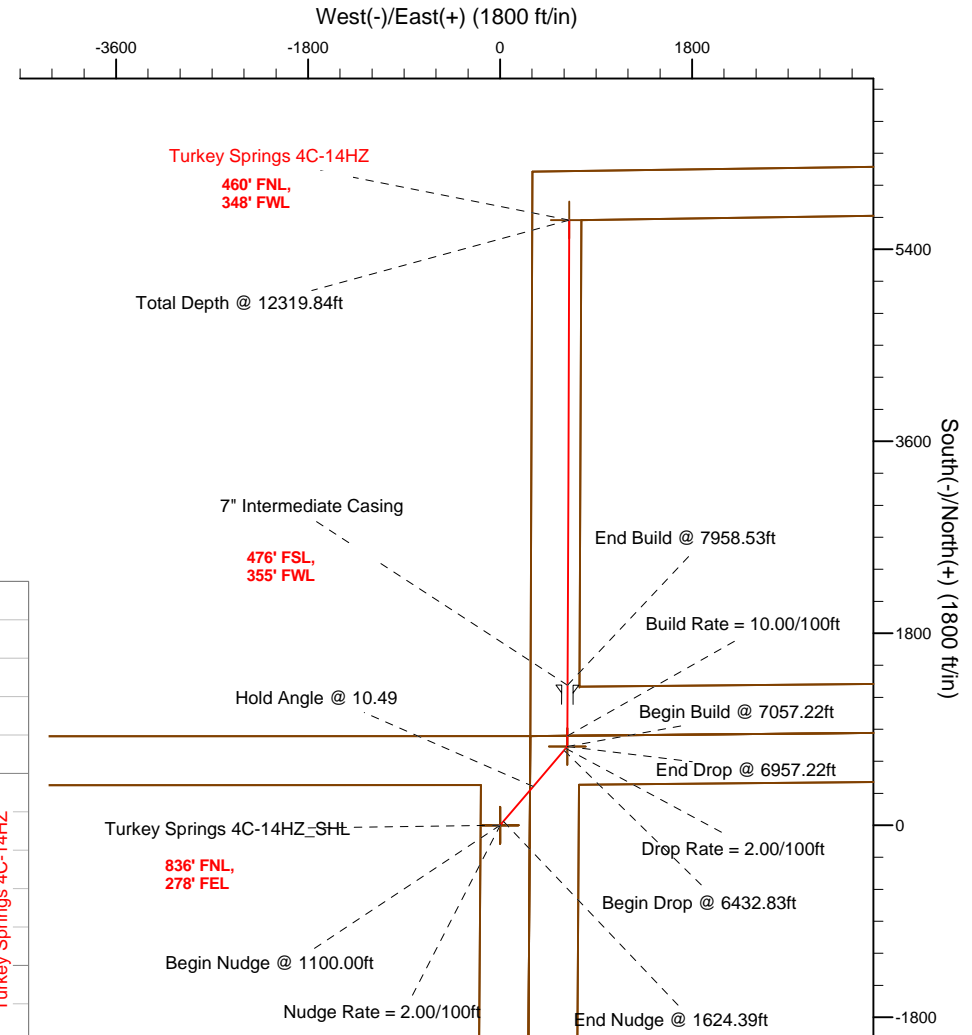 West(-)/East(+) (1800 ft/in)
-3600
-1800
0
1800
Turkey Springs 4C-14HZ
460' FNL,
348' FWL
5400
Total Depth @ 12319.84ft
3600
South(-)/North(+) (1800 ft/in)
7" Intermediate Casing
476' FSL,
355' FWL
End Build @ 7958.53ft
Build Rate = 10.00/100ft
1800
Hold Angle @ 10.49
Begin Build @ 7057.22ft
End Drop @ 6957.22ft
Turkey Springs 4C-14HZ_SHL
0
Drop Rate = 2.00/100ft
836' FNL,
278' FEL
Begin Drop @ 6432.83ft
Begin Nudge @ 1100.00ft
Nudge Rate = 2.00/100ft
End Nudge @ 1624.39ft
-1800
Turkey Springs 4C-14HZ